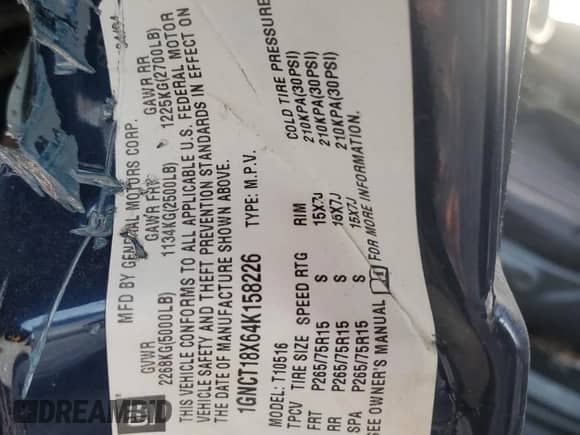 MFD BY GENERAL MOTORS CORP.
GVWR GAWR FRT GAWR RR
2268KG(5000LB) 1134KG(2500LB) 1225KG(2700LB)
THIS VEHICLE CONFORMS TO ALL APPLICABLE U.S. FEDERAL MOTOR
VEHICLE SAFETY AND THEFT PREVENTION STANDARDS IN EFFECT ON
THE DATE OF MANUFACTURE SHOWN ABOVE.
1GNCT18X64K158226 TYPE: M.P.V.
MODEL: T10516
TPCV TIRE SIZE SPEED RTG RIM COLD TIRE PRESSURE
FRT P265/75R15 S 15X7J 210KPA(30PSI)
RR P265/75R15 S 15X7J 210KPA(30PSI)
SPA P265/75R15 S 15X7J 210KPA(30PSI)
SEE OWNER'S MANUAL FOR MORE INFORMATION.
DREAMBID